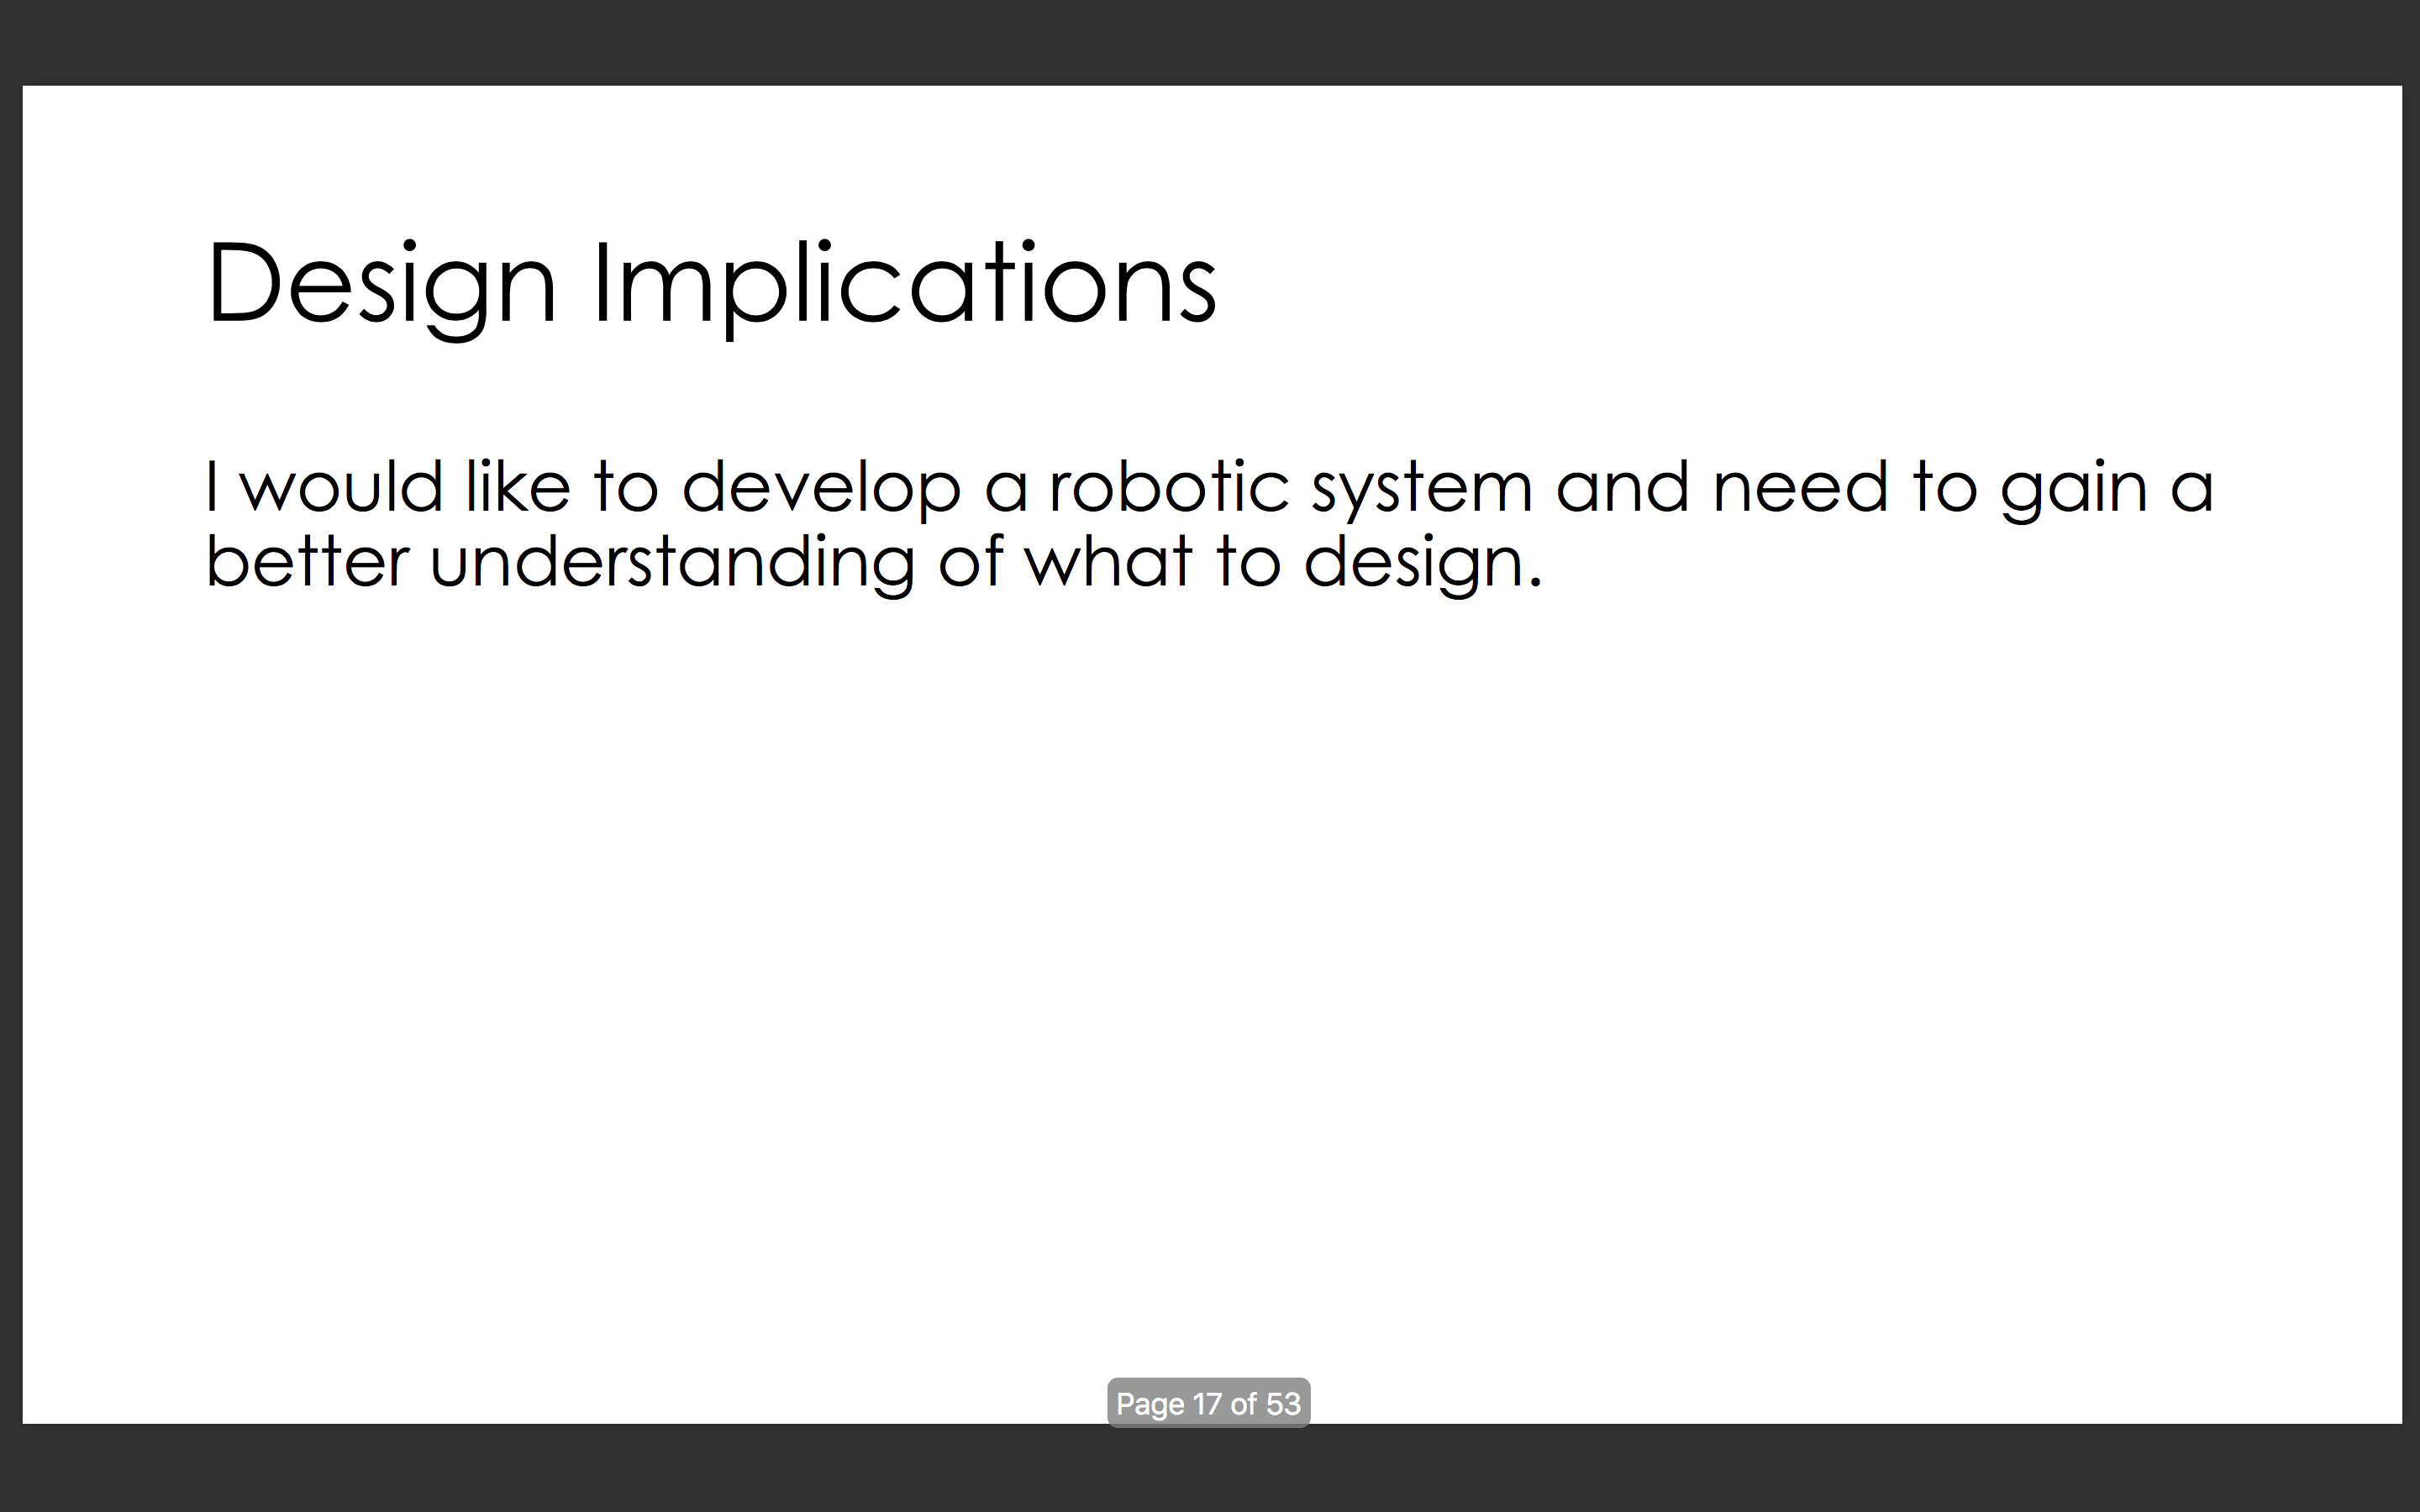 Design Implications
I would like to develop a robotic system and need to gain a
better understanding of what to design.
Page 17 of 53